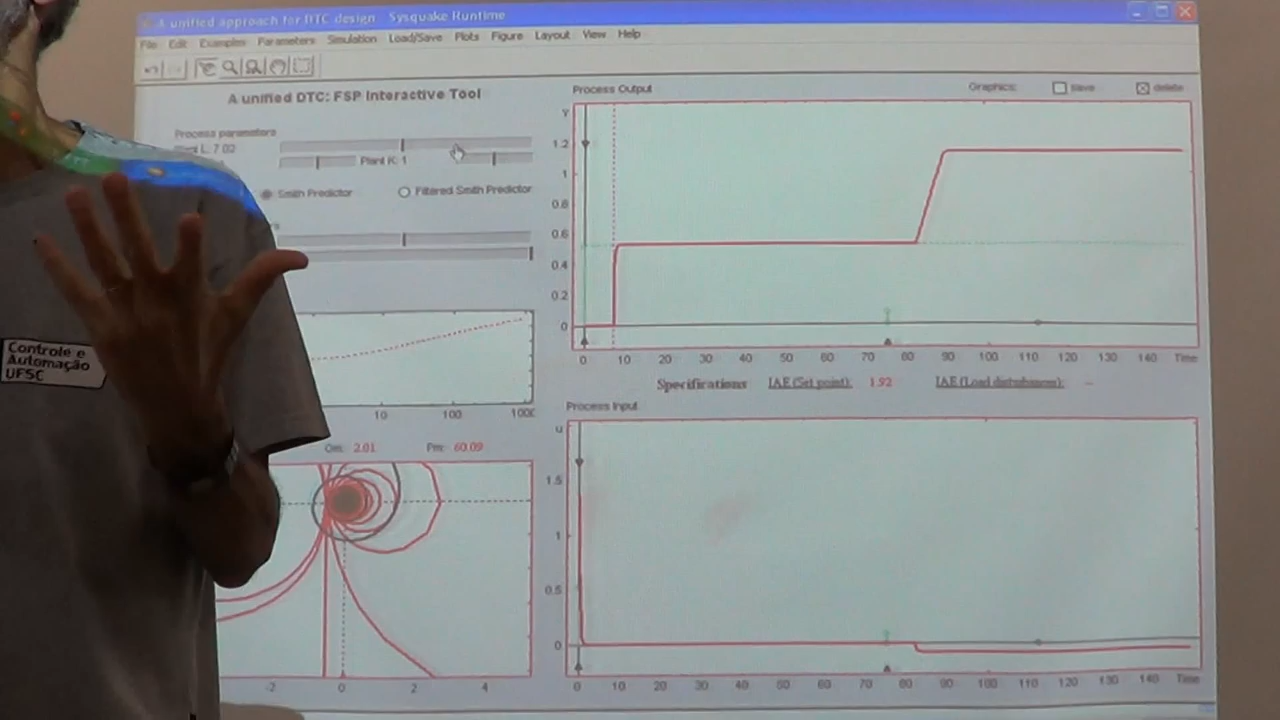 A unified approach for DTC design Sysquake Runtime
File Edit Examples Parameters Simulation Load/Save Plots Figure Layout View Help
A unified DTC: FSP Interactive Tool
Process parameters
Plant L: 7.02
Plant K: 1
Smith Predictor Filtered Smith Predictor
10 100 1000
Gm: 2.01 Pm: 60.09
-2 0 2 4
Process Output
Graphics: save delete
Y
1.2
1
0.8
0.6
0.4
0.2
0
0 10 20 30 40 50 60 70 80 90 100 110 120 130 140 Time
Specifications IAE (Set point): 1.92 IAE (Load disturbances): --
Process Input
u
1.5
1
0.5
0
0 10 20 30 40 50 60 70 80 90 100 110 120 130 140 Time
Controle e
Automação
UFSC